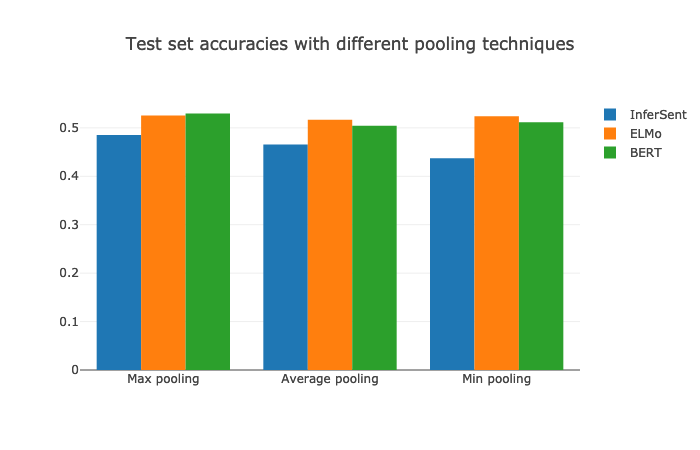 Test set accuracies with different pooling techniques
InferSent
ELMo
BERT
0.5
0.4
0.3
0.2
0.1
0
Max pooling
Average pooling
Min pooling